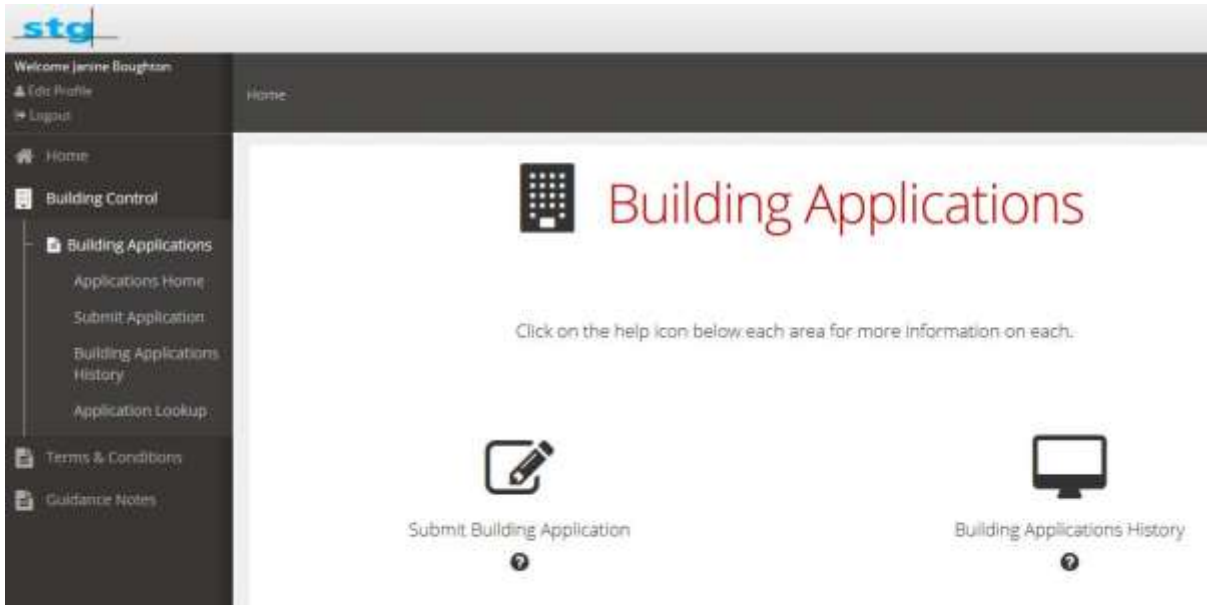 stg
Welcome Janine Boughton
Edit Profile
Logout
Home
Home
Building Control
Building Applications
Applications Home
Submit Application
Building Applications
History
Application Lookup
Terms & Conditions
Guidance Notes
Building Applications
Click on the help icon below each area for more information on each.
Submit Building Application
?
Building Applications History
?